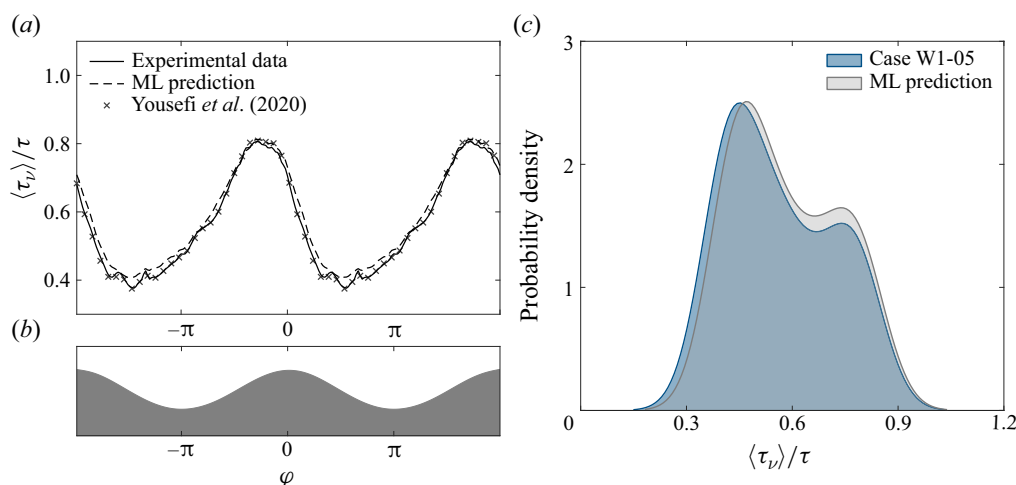 (a)
1.0
0.8
0.6
0.4
⟨τν⟩/τ
Experimental data
ML prediction
Yousefi et al. (2020)
−π 0 π
(b)
−π 0 π
φ
(c)
3
2
1
0
Probability density
Case W1-05
ML prediction
0.3 0.6 0.9 1.2
⟨τν⟩/τ